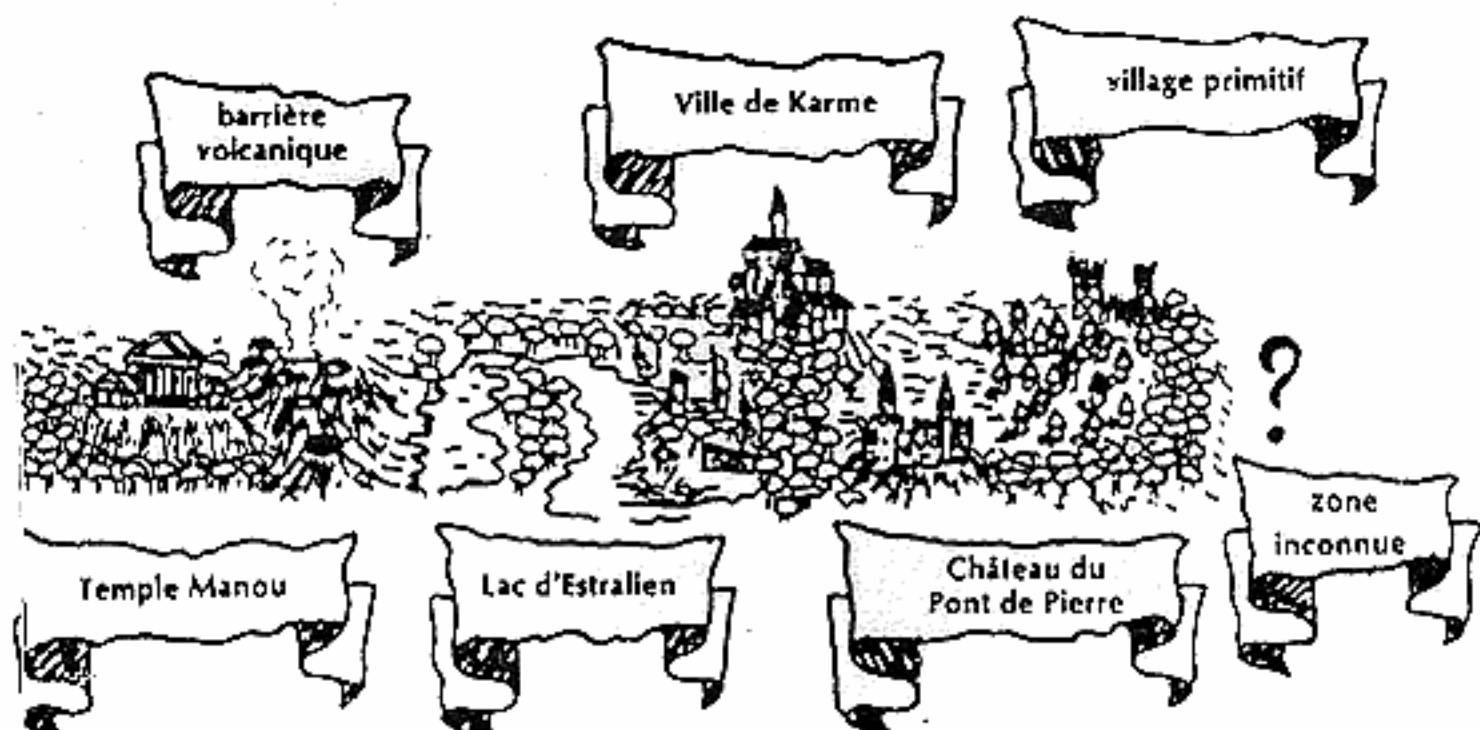 barrière
volcanique
Ville de Karme
village primitif
?
Temple Manou
Lac d'Estralien
Château du
Pont de Pierre
zone
inconnue